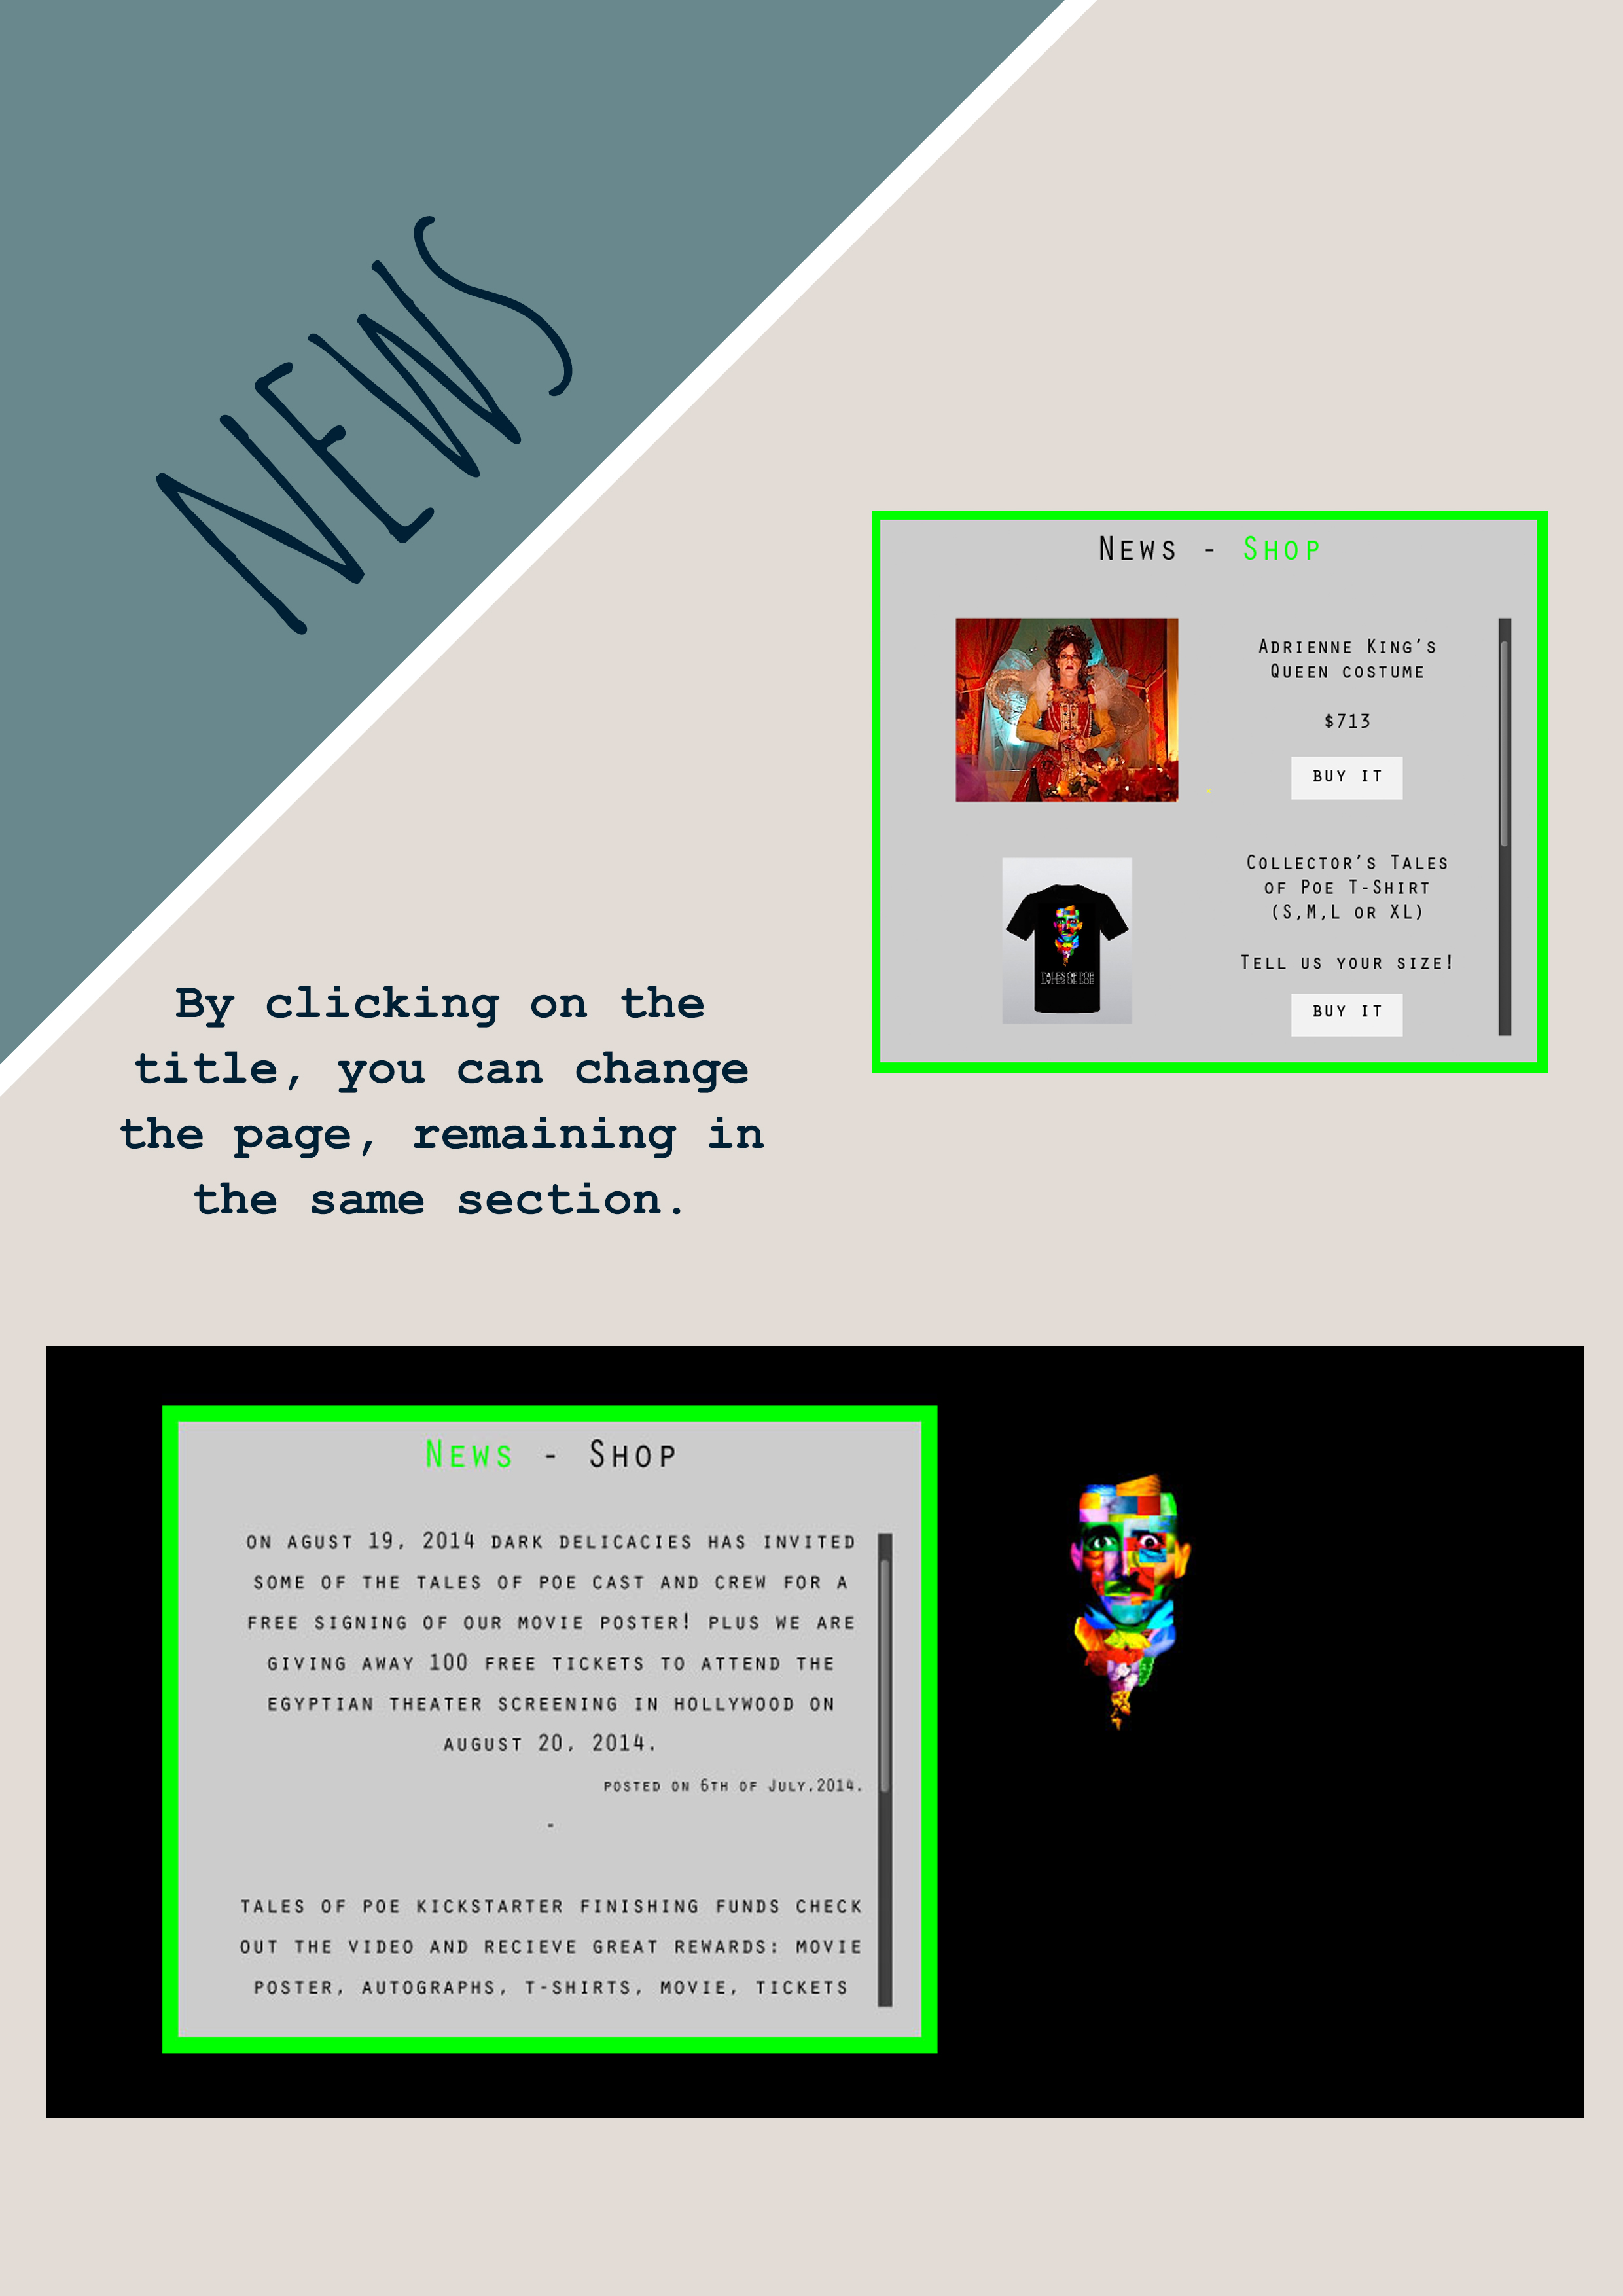 NEWS
News - Shop
Adrienne King's
Queen costume
$713
BUY IT
TALES OF POE
Collector's Tales
of Poe T-Shirt
(S,M,L or XL)
Tell us your size!
BUY IT
By clicking on the
title, you can change
the page, remaining in
the same section.
News - Shop
ON AGUST 19, 2014 DARK DELICACIES HAS INVITED
SOME OF THE TALES OF POE CAST AND CREW FOR A
FREE SIGNING OF OUR MOVIE POSTER! PLUS WE ARE
GIVING AWAY 100 FREE TICKETS TO ATTEND THE
EGYPTIAN THEATER SCREENING IN HOLLYWOOD ON
AUGUST 20, 2014.
POSTED ON 6TH OF JULY,2014.
-
TALES OF POE KICKSTARTER FINISHING FUNDS CHECK
OUT THE VIDEO AND RECIEVE GREAT REWARDS: MOVIE
POSTER, AUTOGRAPHS, T-SHIRTS, MOVIE, TICKETS